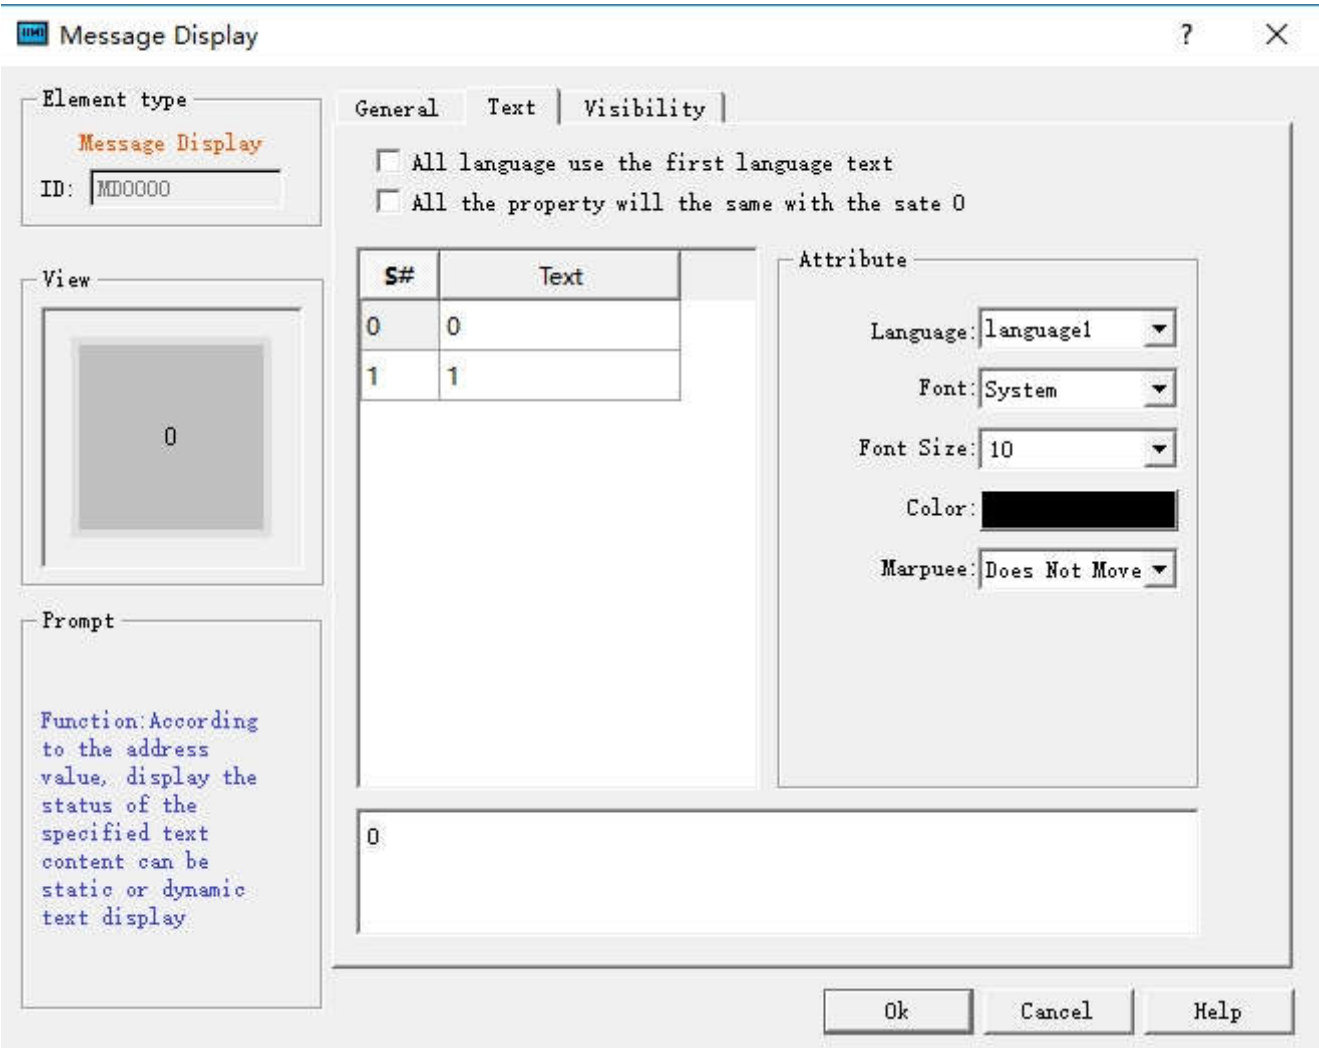 Message Display
?
Element type
Message Display
ID: MD0000
View
0
Prompt
Function:According
to the address
value, display the
status of the
specified text
content can be
static or dynamic
text display
General Text Visibility
All language use the first language text
All the property will the same with the sate 0
S# Text
0 0
1 1
Attribute
Language: language1
Font: System
Font Size: 10
Color:
Marpuee: Does Not Move
0
Ok Cancel Help